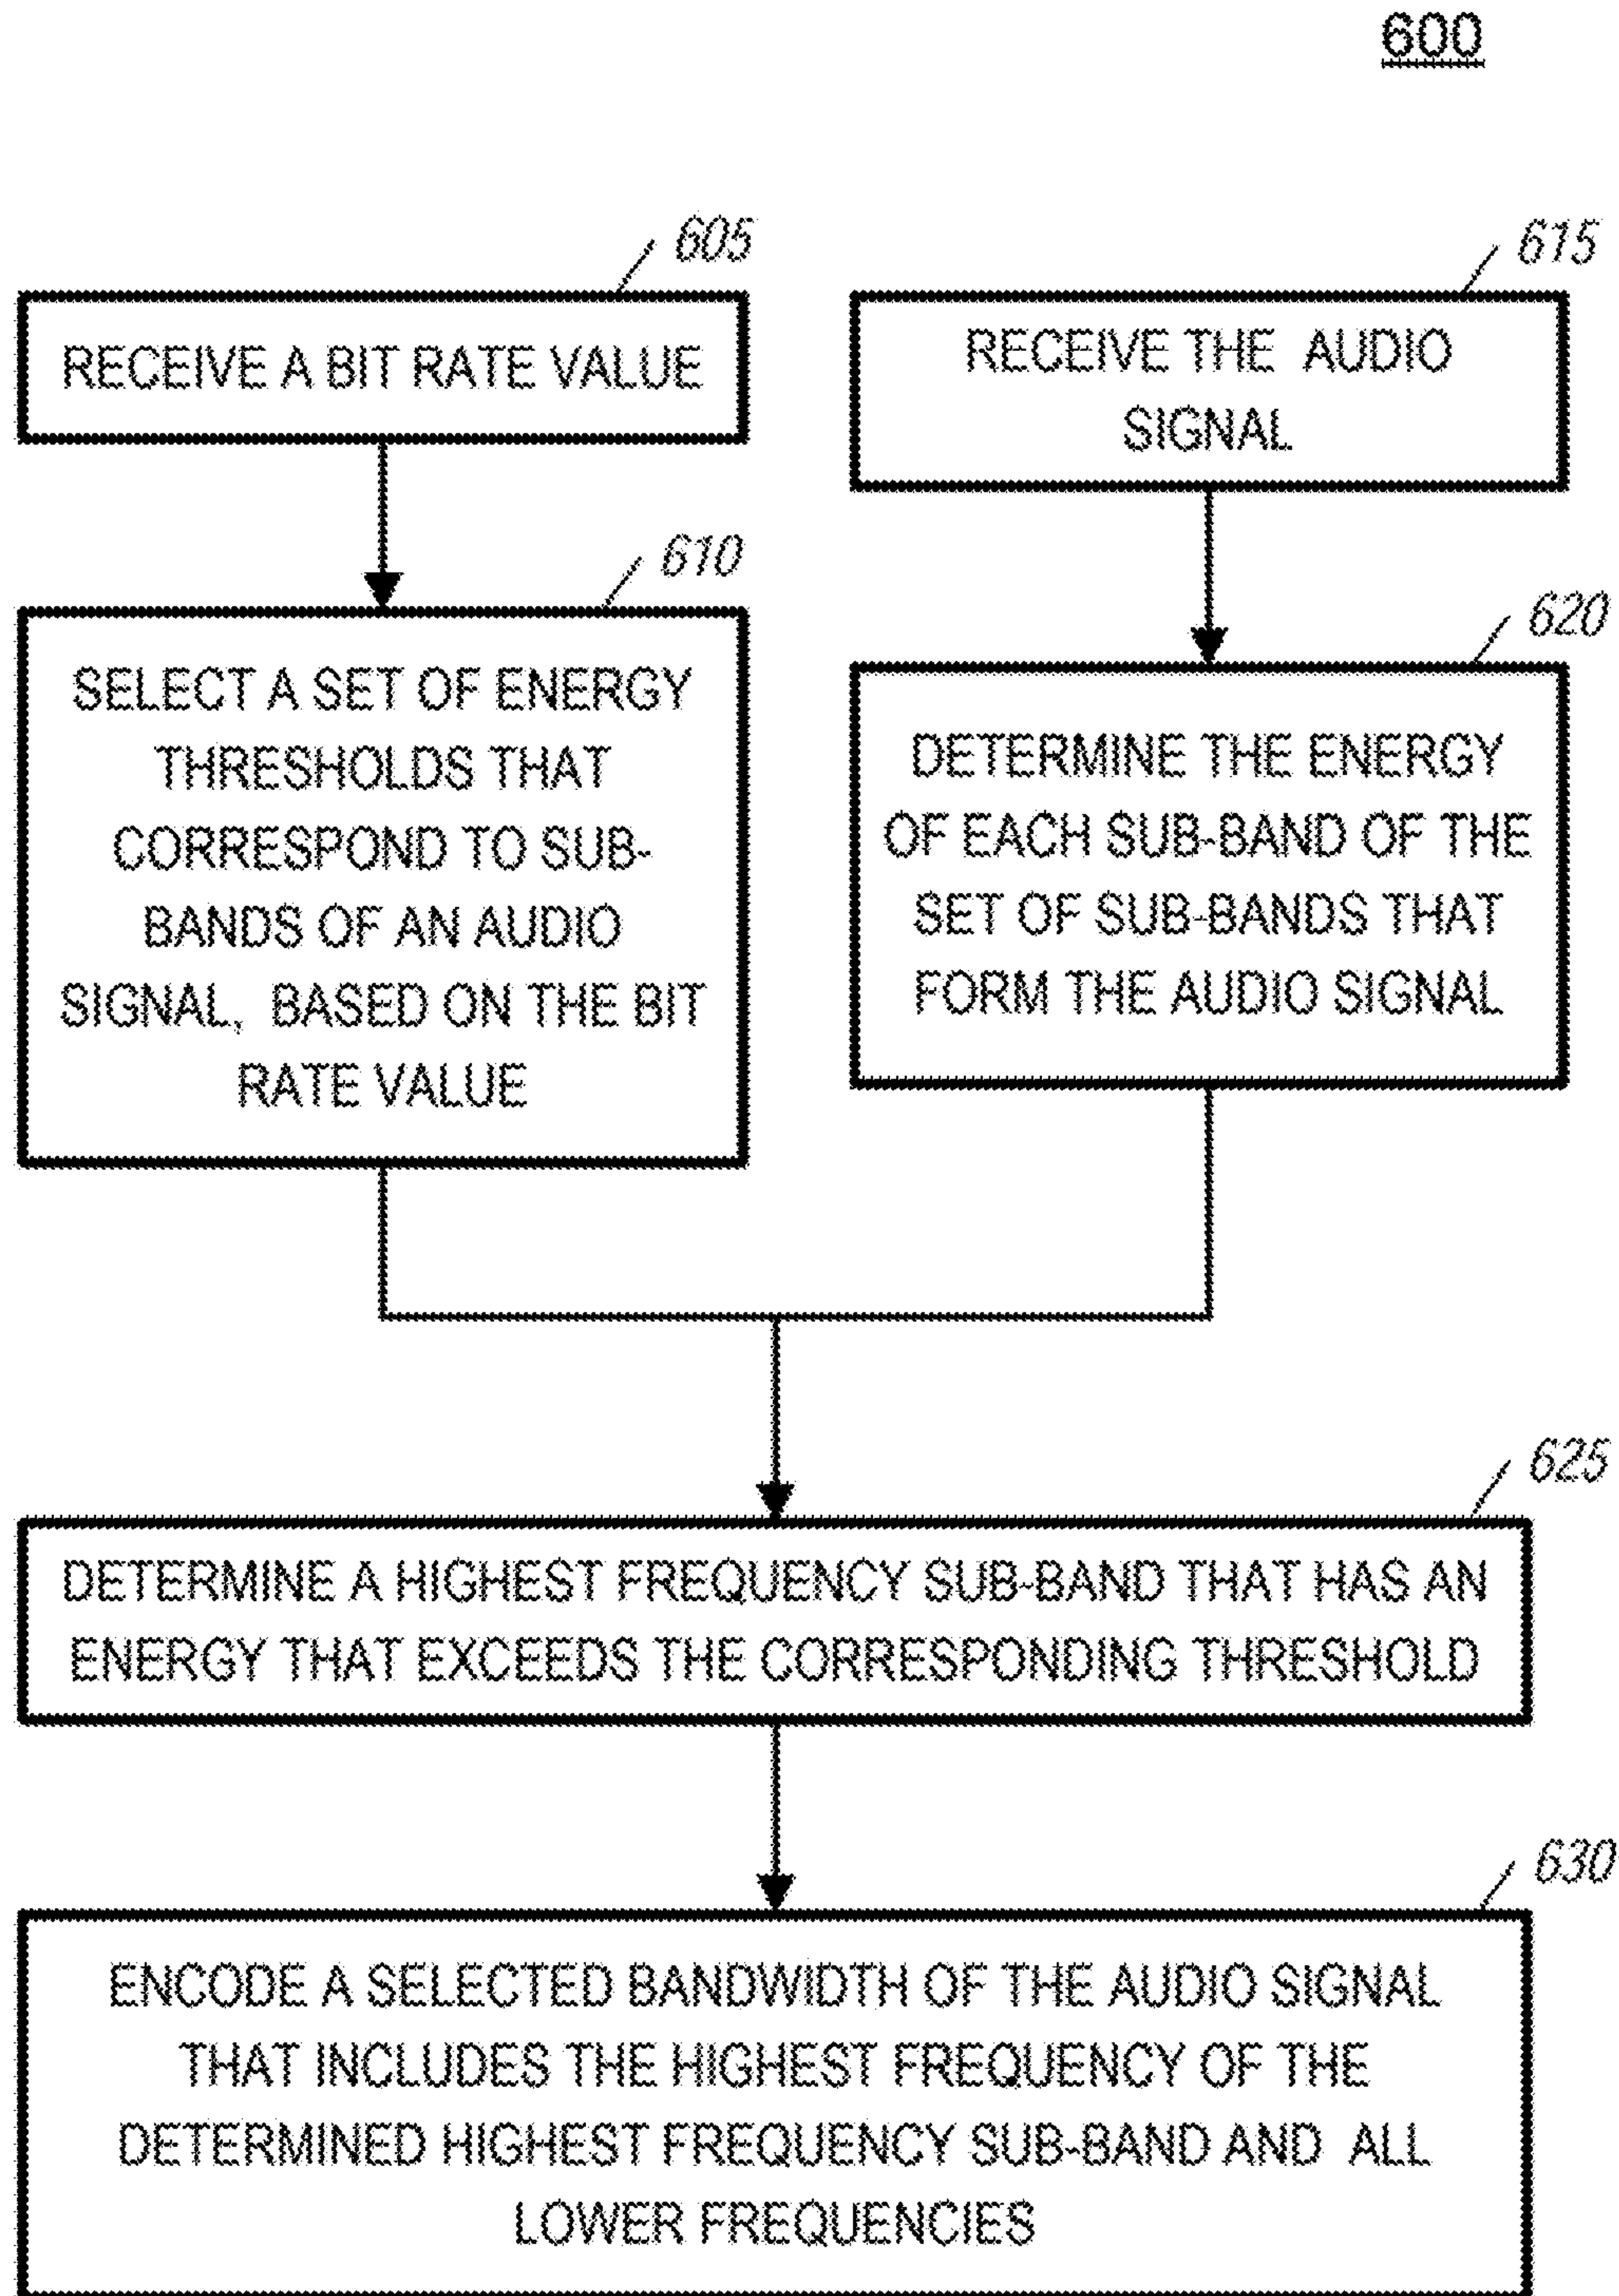 600
605
RECEIVE A BIT RATE VALUE
610
SELECT A SET OF ENERGY
THRESHOLDS THAT
CORRESPOND TO SUB-
BANDS OF AN AUDIO
SIGNAL, BASED ON THE BIT
RATE VALUE
615
RECEIVE THE AUDIO
SIGNAL
620
DETERMINE THE ENERGY
OF EACH SUB-BAND OF THE
SET OF SUB-BANDS THAT
FORM THE AUDIO SIGNAL
625
DETERMINE A HIGHEST FREQUENCY SUB-BAND THAT HAS AN
ENERGY THAT EXCEEDS THE CORRESPONDING THRESHOLD
630
ENCODE A SELECTED BANDWIDTH OF THE AUDIO SIGNAL
THAT INCLUDES THE HIGHEST FREQUENCY OF THE
DETERMINED HIGHEST FREQUENCY SUB-BAND AND ALL
LOWER FREQUENCIES